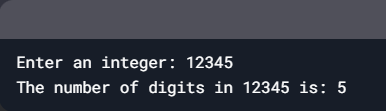 Enter an integer: 12345
The number of digits in 12345 is: 5